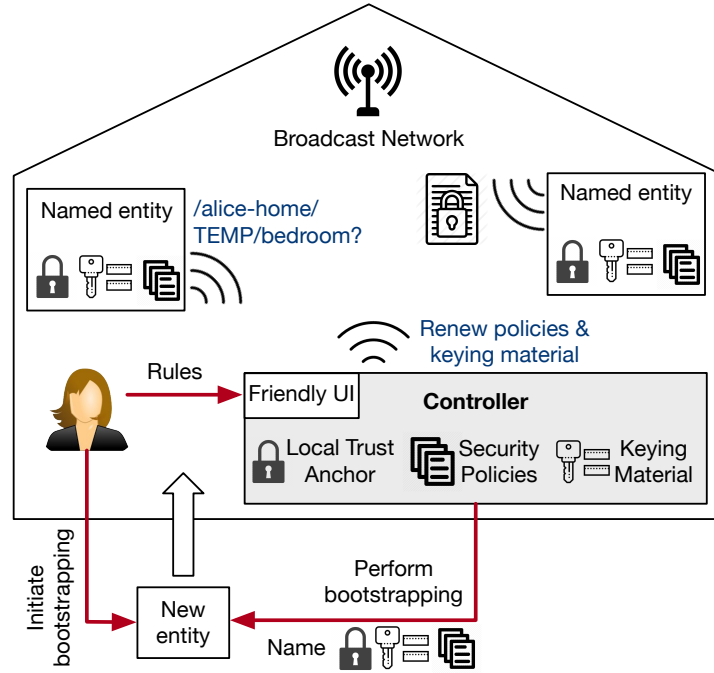 Broadcast Network
Named entity
/alice-home/
TEMP/bedroom?
Named entity
Renew policies &
keying material
Rules
Friendly UI
Controller
Local Trust
Anchor
Security
Policies
Keying
Material
Initiate
bootstrapping
New
entity
Perform
bootstrapping
Name